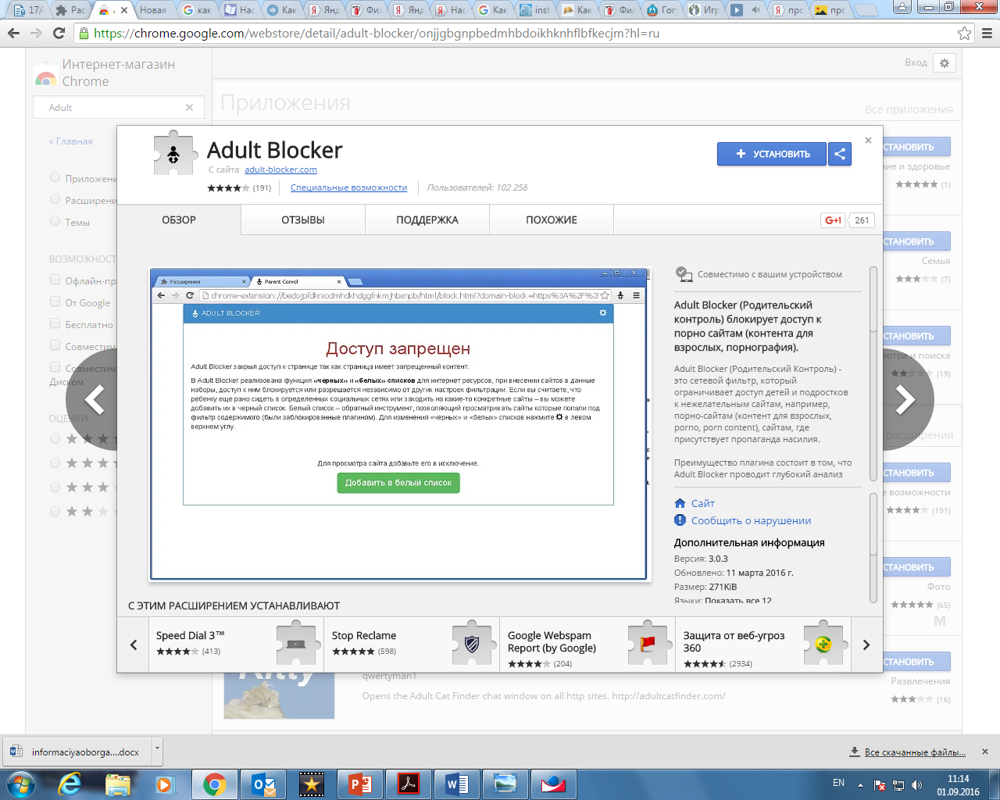 17/
Рас
Новая
как
Нас
Как
Янд
Фил
Янд
Нас
Как
inst
Как
Фил
Гог
Игр
про
про
https://chrome.google.com/webstore/detail/adult-blocker/onjjgbgnpbedmhbdoikhknhflbfkecjm?hl=ru
Интернет-магазин
Chrome
Вход
Adult
Приложения
Все приложения
« Главная
Приложени
Расширени
Темы
ВОЗМОЖНОСТ
Офлайн-пр
От Google
Бесплатно
Совместим
Совместим
Диском
ОЦЕНКИ
Adult Blocker
С сайта adult-blocker.com
(191)
Специальные возможности
Пользователей: 102 258
УСТАНОВИТЬ
ОБЗОР
ОТЗЫВЫ
ПОДДЕРЖКА
ПОХОЖИЕ
G+1
261
Расширения
Parent Conrol
chrome-extension://bedojpfdkniodmhdkhdggfnkmjhbenpb/html/block.html?domain-block=https%3A%2F%2
ADULT BLOCKER
Доступ запрещен
Adult Blocker закрыл доступ к странице так как страница имеет запрещенный контент.
В Adult Blocker реализована функция «черных» и «белых» списков для интернет ресурсов, при внесении сайтов в данные
наборы, доступ к ним блокируется или разрешается независимо от других настроек фильтрации. Если вы считаете, что
ребенку еще рано сидеть в определенных социальных сетях или заходить на какие-то конкретные сайты – вы можете
добавить их в черный список. Белый список – обратный инструмент, позволяющий просматривать сайты которые попали под
фильтр содержимого (были заблокированные плагином). Для изменения «черных» и «белых» списков нажмите в левом
верхнем углу.
Для просмотра сайта добавьте его в исключение.
Добавить в белый список
Совместимо с вашим устройством
Adult Blocker (Родительский
контроль) блокирует доступ к
порно сайтам (контента для
взрослых, порнография).
Adult Blocker (Родительский Контроль) -
это сетевой фильтр, который
ограничивает доступ детей и подростков
к нежелательным сайтам, например,
порно-сайтам (контент для взрослых,
porno, porn content), сайтам, где
присутствует пропаганда насилия.
Преимущество плагина состоит в том, что
Adult Blocker проводит глубокий анализ
Сайт
Сообщить о нарушении
Дополнительная информация
Версия: 3.0.3
Обновлено: 11 марта 2016 г.
Размер: 271KiB
Языки: Показать все 12
С ЭТИМ РАСШИРЕНИЕМ УСТАНАВЛИВАЮТ
Speed Dial 3™
(413)
Stop Reclame
(598)
Google Webspam
Report (by Google)
(204)
Защита от веб-угроз
360
(2934)
СТАНОВИТЬ
ние и здоровье
(1)
СТАНОВИТЬ
Семья
(7)
СТАНОВИТЬ
мотра и поиска
(19)
расширения
СТАНОВИТЬ
е возможности
(191)
СТАНОВИТЬ
Фото
(65)
СТАНОВИТЬ
Развлечения
(16)
Kitty
qwertyman1
Opens the Adult Cat Finder chat window on all http sites. http://adultcatfinder.com/
informaciyaoborga....docx
Все скачанные файлы...
EN
11:14
01.09.2016